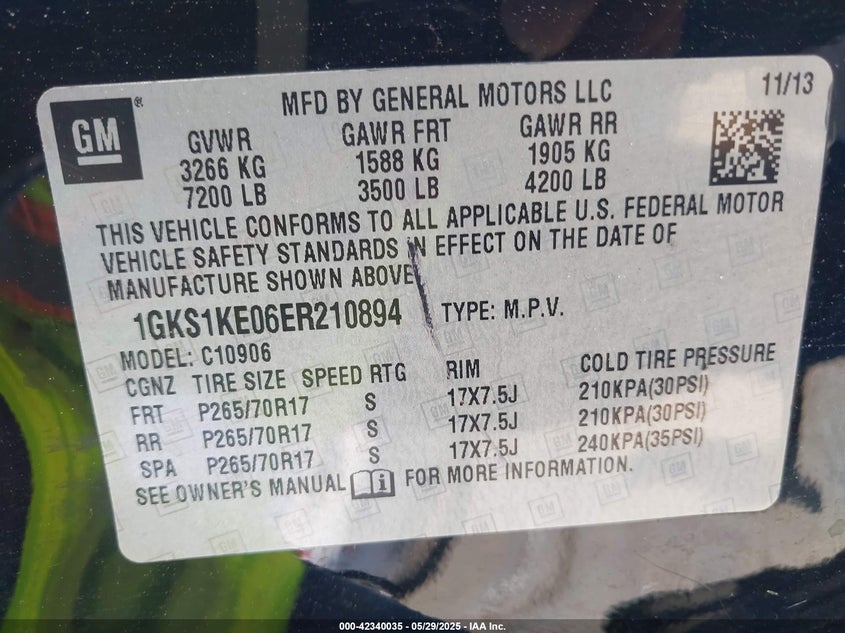 GM ®
MFD BY GENERAL MOTORS LLC
11/13
GVWR GAWR FRT GAWR RR
3266 KG 1588 KG 1905 KG
7200 LB 3500 LB 4200 LB
THIS VEHICLE CONFORMS TO ALL APPLICABLE U.S. FEDERAL MOTOR
VEHICLE SAFETY STANDARDS IN EFFECT ON THE DATE OF
MANUFACTURE SHOWN ABOVE
1GKS1KE06ER210894 TYPE: M.P.V.
MODEL: C10906
CGNZ TIRE SIZE SPEED RTG RIM COLD TIRE PRESSURE
FRT P265/70R17 S 17X7.5J 210KPA(30PSI)
RR P265/70R17 S 17X7.5J 210KPA(30PSI)
SPA P265/70R17 S 17X7.5J 240KPA(35PSI)
SEE OWNER'S MANUAL i FOR MORE INFORMATION.
000-42340035 - 05/29/2025 - IAA Inc.